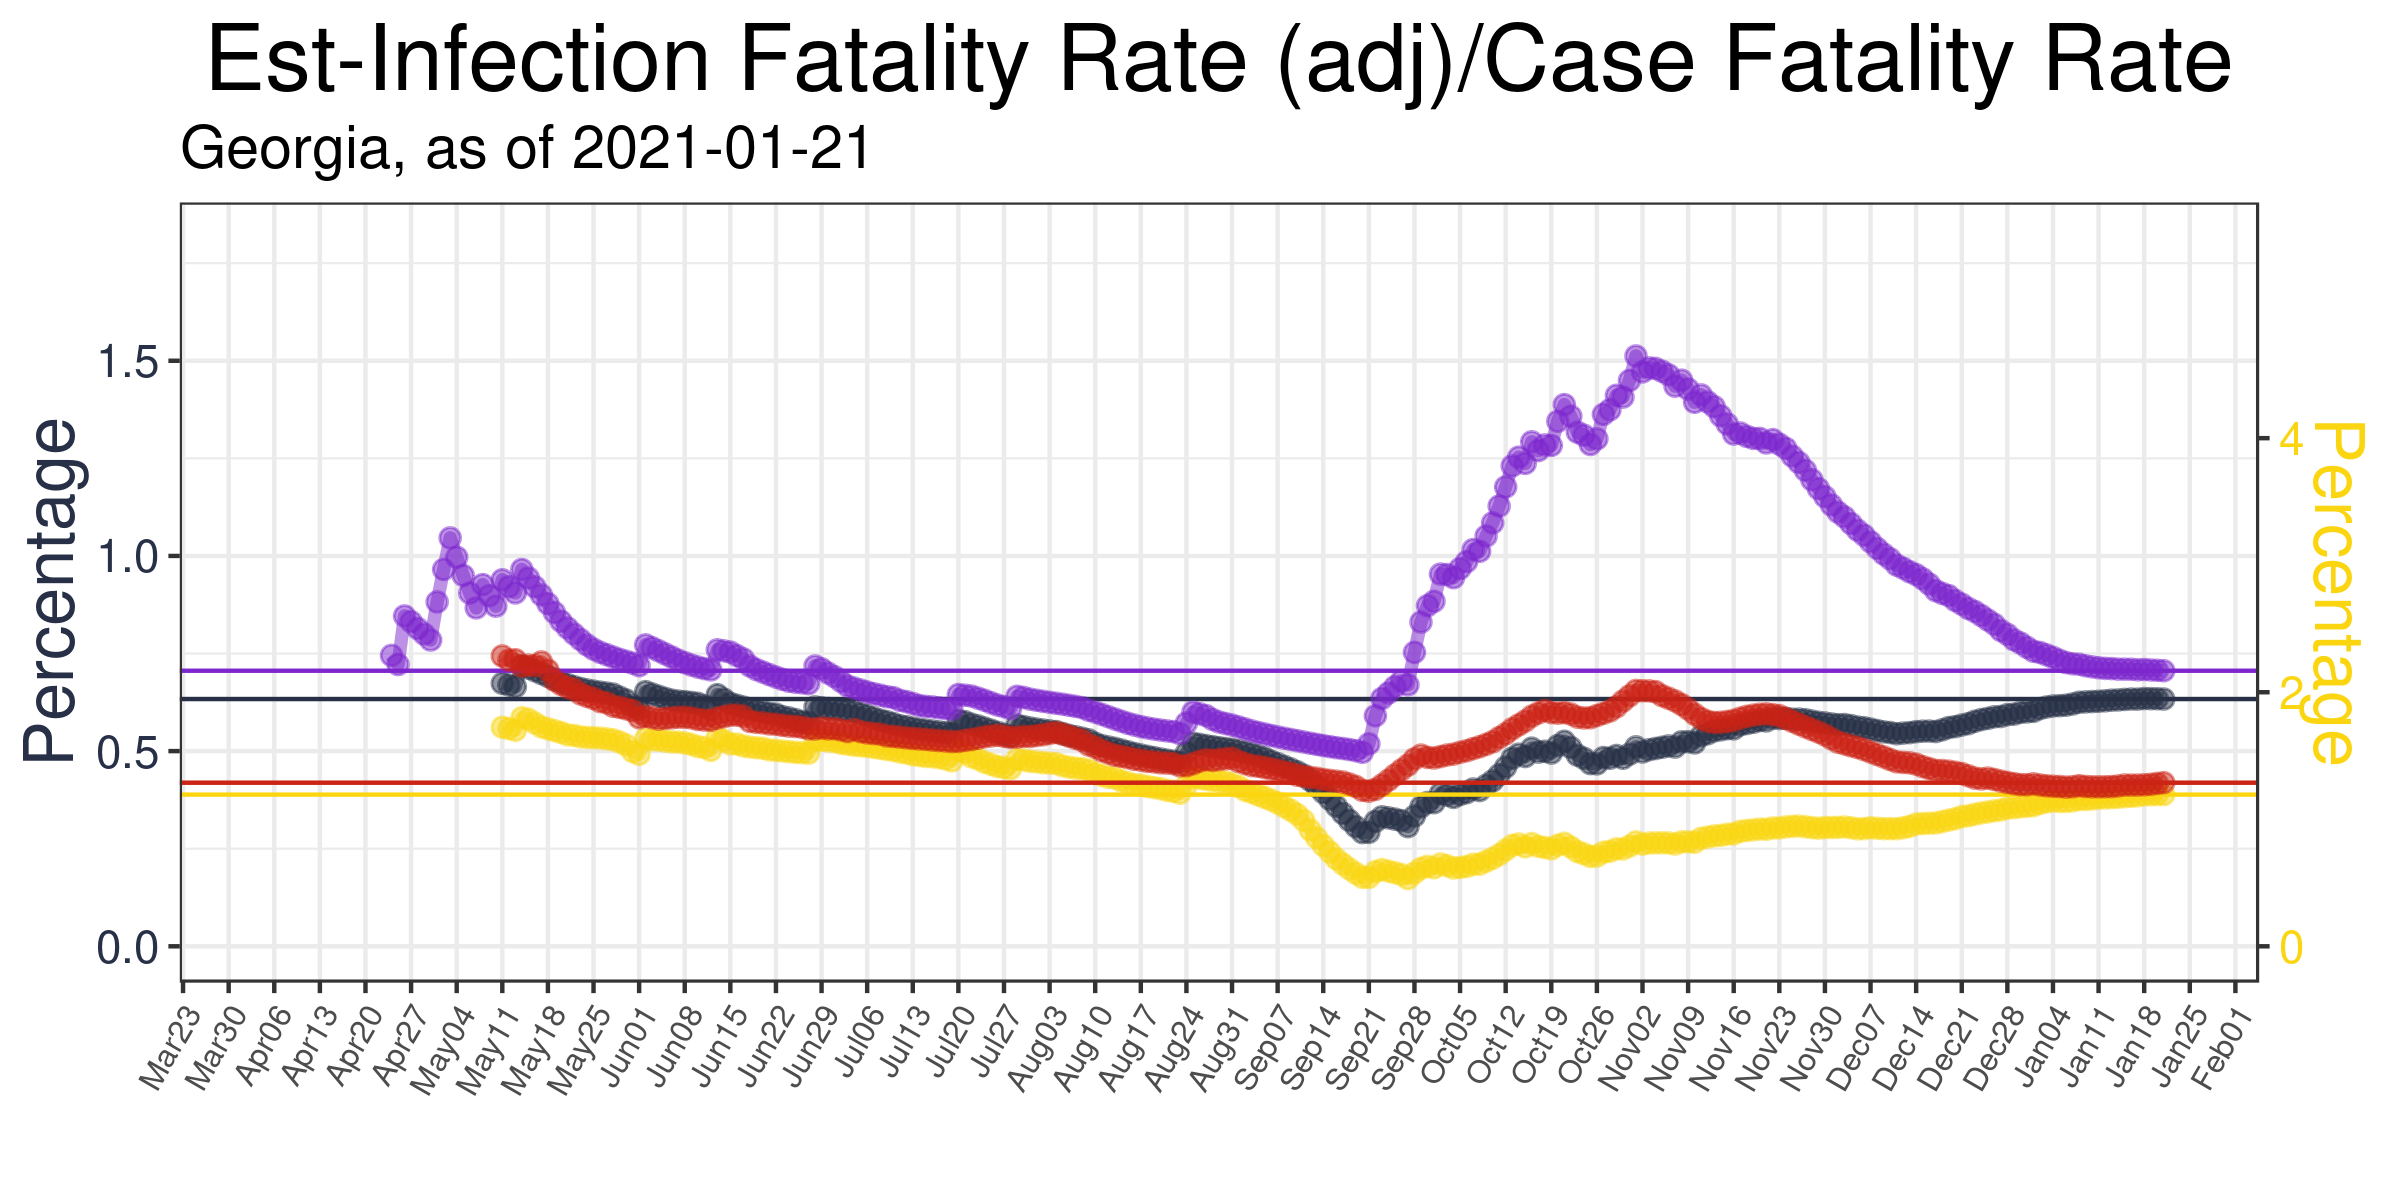 Est-Infection Fatality Rate (adj)/Case Fatality Rate
Georgia, as of 2021-01-21
Percentage
1.5
1.0
0.5
0.0
4
2
0
Percentage
Mar23
Mar30
Apr06
Apr13
Apr20
Apr27
May04
May11
May18
May25
Jun01
Jun08
Jun15
Jun22
Jun29
Jul06
Jul13
Jul20
Jul27
Aug03
Aug10
Aug17
Aug24
Aug31
Sep07
Sep14
Sep21
Sep28
Oct05
Oct12
Oct19
Oct26
Nov02
Nov09
Nov16
Nov23
Nov30
Dec07
Dec14
Dec21
Dec28
Jan04
Jan11
Jan18
Jan25
Feb01